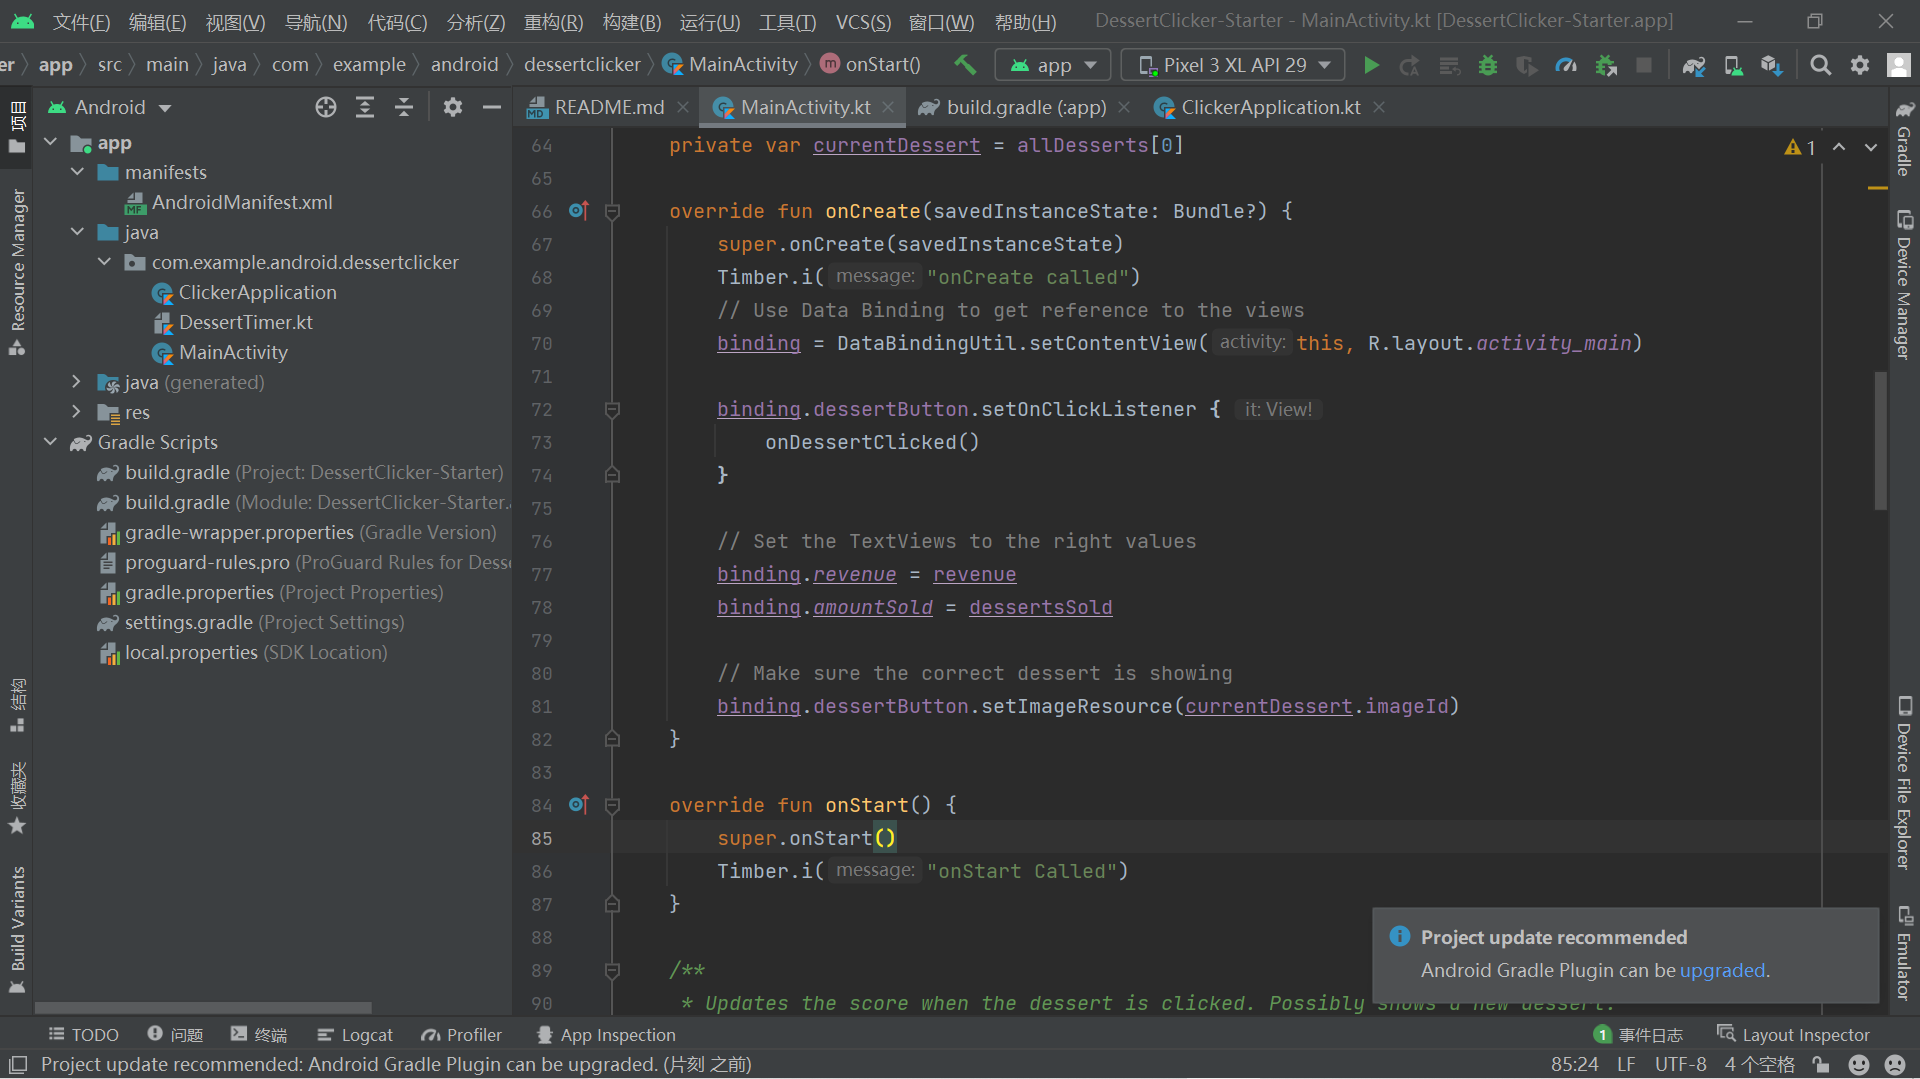 文件(F) 编辑(E) 视图(V) 导航(N) 代码(C) 分析(Z) 重构(R) 构建(B) 运行(U) 工具(T) VCS(S) 窗口(W) 帮助(H) DessertClicker-Starter - MainActivity.kt [DessertClicker-Starter.app]
er app src main java com example android dessertclicker MainActivity m onStart() app Pixel 3 XL API 29
项目
Resource Manager
结构
收藏夹
Build Variants
Android
app
manifests
MF AndroidManifest.xml
java
com.example.android.dessertclicker
ClickerApplication
DessertTimer.kt
MainActivity
java (generated)
res
Gradle Scripts
build.gradle (Project: DessertClicker-Starter)
build.gradle (Module: DessertClicker-Starter.
gradle-wrapper.properties (Gradle Version)
proguard-rules.pro (ProGuard Rules for Desse
gradle.properties (Project Properties)
settings.gradle (Project Settings)
local.properties (SDK Location)
MD README.md MainActivity.kt build.gradle (:app) ClickerApplication.kt
1
64 private var currentDessert = allDesserts[0]
65
66 override fun onCreate(savedInstanceState: Bundle?) {
67 super.onCreate(savedInstanceState)
68 Timber.i( message: "onCreate called")
69 // Use Data Binding to get reference to the views
70 binding = DataBindingUtil.setContentView( activity: this, R.layout.activity_main)
71
72 binding.dessertButton.setOnClickListener { it: View!
73 onDessertClicked()
74 }
75
76 // Set the TextViews to the right values
77 binding.revenue = revenue
78 binding.amountSold = dessertsSold
79
80 // Make sure the correct dessert is showing
81 binding.dessertButton.setImageResource(currentDessert.imageId)
82 }
83
84 override fun onStart() {
85 super.onStart()
86 Timber.i( message: "onStart Called")
87 }
88
89 /**
90 * Updates the score when the dessert is clicked. Possibly shows a new dessert.
Project update recommended
Android Gradle Plugin can be upgraded.
Gradle
Device Manager
Device File Explorer
Emulator
TODO 问题 终端 Logcat Profiler App Inspection 1 事件日志 Layout Inspector
Project update recommended: Android Gradle Plugin can be upgraded. (片刻 之前) 85:24 LF UTF-8 4 个空格